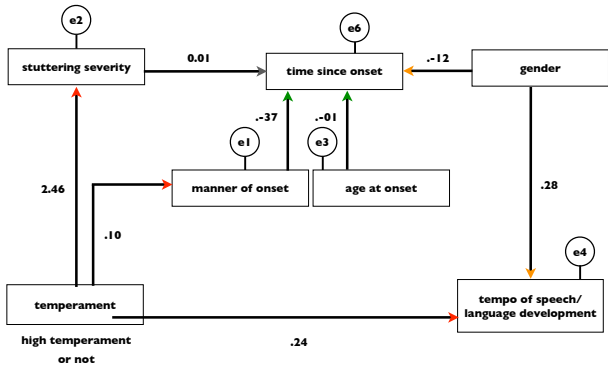 e2
e6
stuttering severity
0.01
time since onset
.-12
gender
.-37
.-01
e1
e3
manner of onset
age at onset
2.46
.28
.10
e4
temperament
tempo of speech/
language development
high temperament
or not
.24